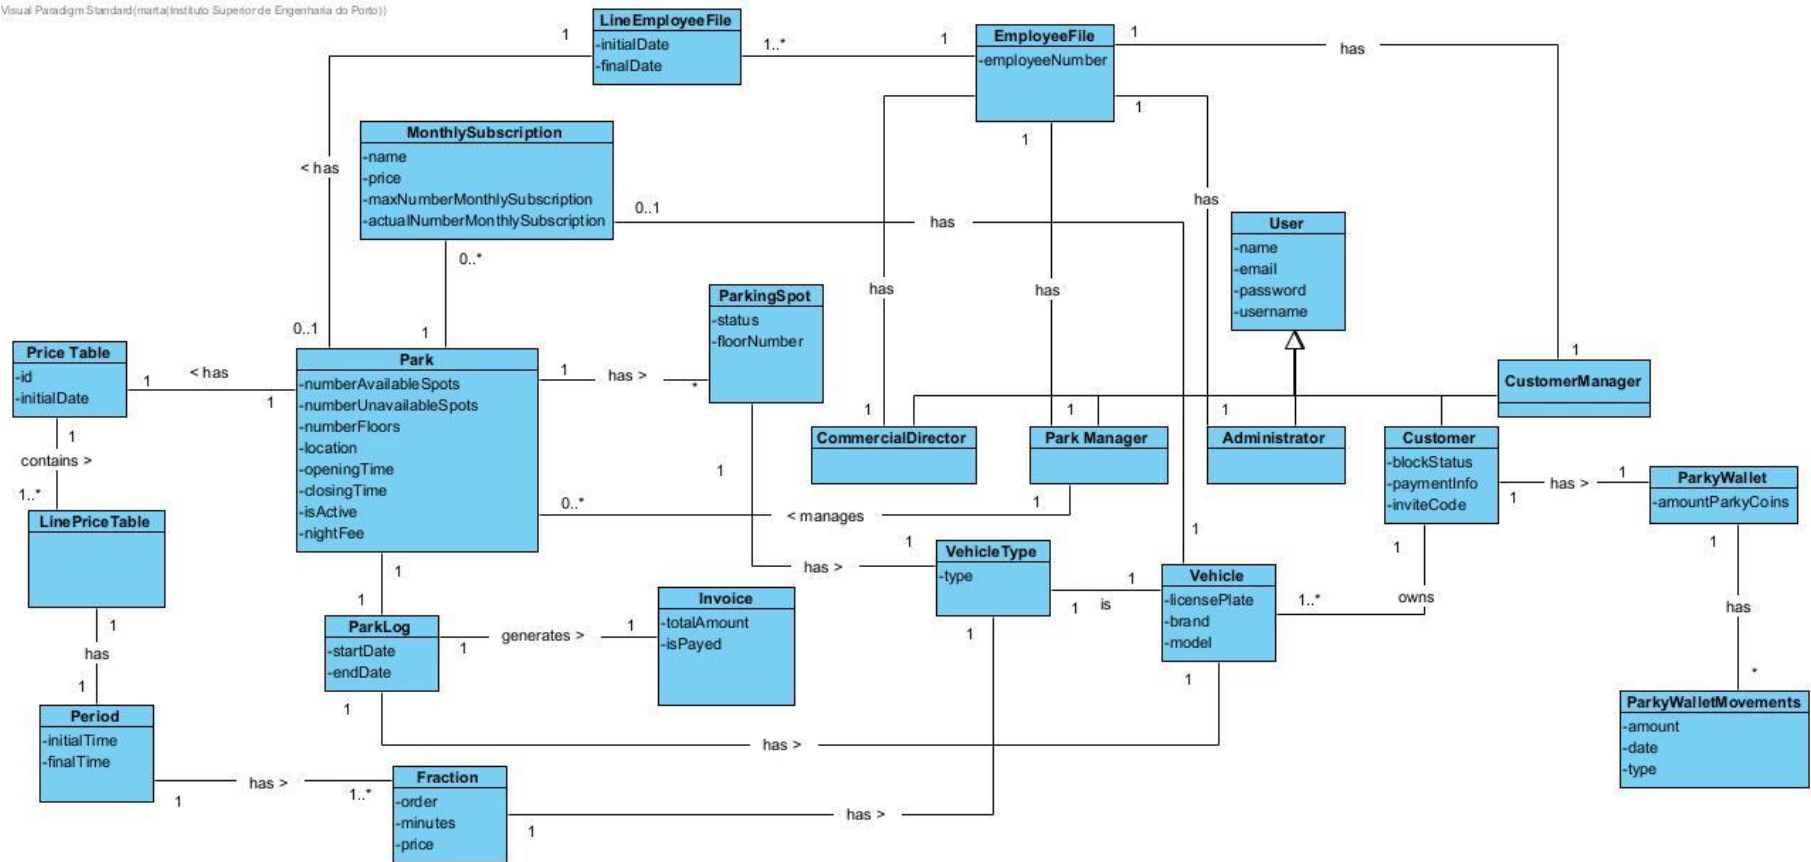 Visual Paradigm Standard(marta(Instituto Superior de Engenharia do Porto))
LineEmployeeFile
-initialDate
-finalDate
1
1..*
1
EmployeeFile
-employeeNumber
1
has
1
1
MonthlySubscription
-name
-price
-maxNumberMonthlySubscription
-actualNumberMonthlySubscription
< has
0..1
has
has
0..*
User
-name
-email
-password
-username
ParkingSpot
-status
-floorNumber
has
has
0..1
1
Price Table
-id
-initialDate
1
< has
1
Park
-numberAvailableSpots
-numberUnavailableSpots
-numberFloors
-location
-openingTime
-closingTime
-isActive
-nightFee
1
has >
*
1
CustomerManager
1
1
1
CommercialDirector
Park Manager
Administrator
Customer
-blockStatus
-paymentInfo
-inviteCode
1
has >
1
ParkyWallet
-amountParkyCoins
1
contains >
1..*
LinePriceTable
1
0..*
< manages
1
1
has >
1
VehicleType
-type
1
1
is
1
Vehicle
-licensePlate
-brand
-model
1..*
owns
1
1
has
*
ParkyWalletMovements
-amount
-date
-type
1
1
ParkLog
-startDate
-endDate
1
generates >
1
Invoice
-totalAmount
-isPayed
1
has
1
Period
-initialTime
-finalTime
1
has >
1
1
has >
1..*
Fraction
-order
-minutes
-price
1
has >
1